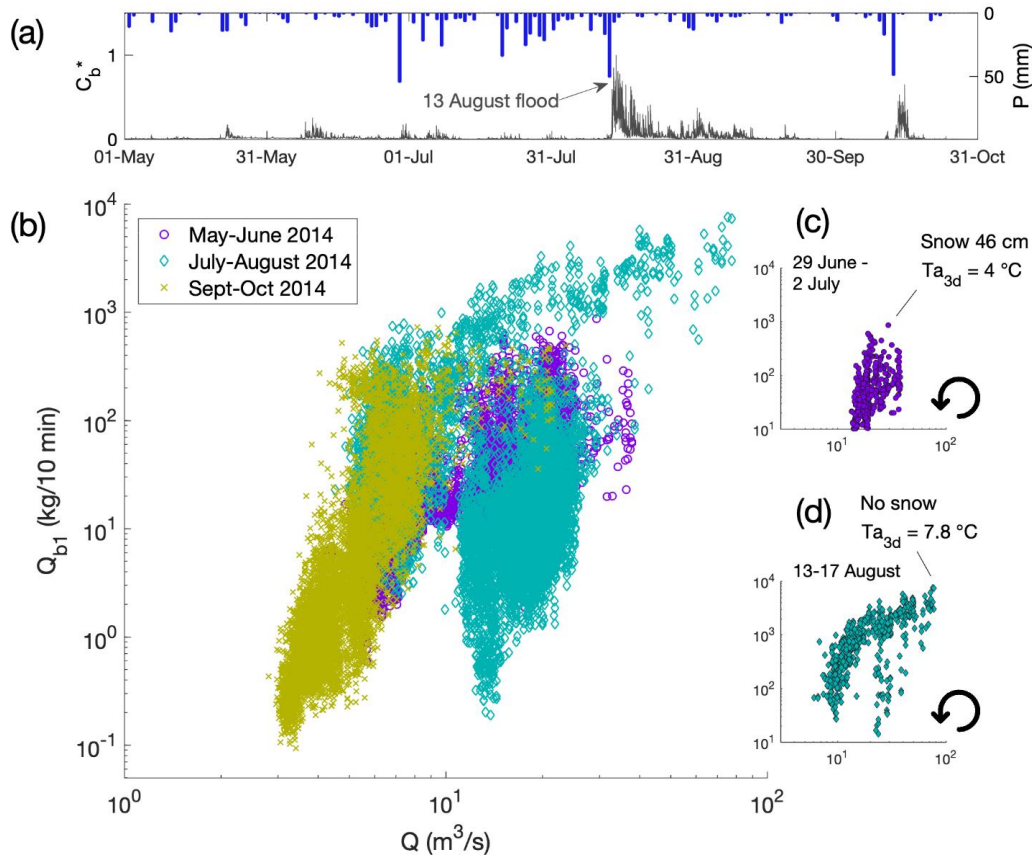 (a)
C_b*
1
0
13 August flood
0
50
P (mm)
01-May
31-May
01-Jul
31-Jul
31-Aug
30-Sep
31-Oct
(b)
May-June 2014
July-August 2014
Sept-Oct 2014
10^4
10^3
10^2
10^1
10^0
10^-1
Q_b1 (kg/10 min)
10^0
10^1
10^2
Q (m^3/s)
(c)
Snow 46 cm
Ta_3d = 4 °C
29 June -
2 July
10^4
10^3
10^2
10^1
10^1
10^2
(d)
No snow
Ta_3d = 7.8 °C
13-17 August
10^4
10^3
10^2
10^1
10^1
10^2